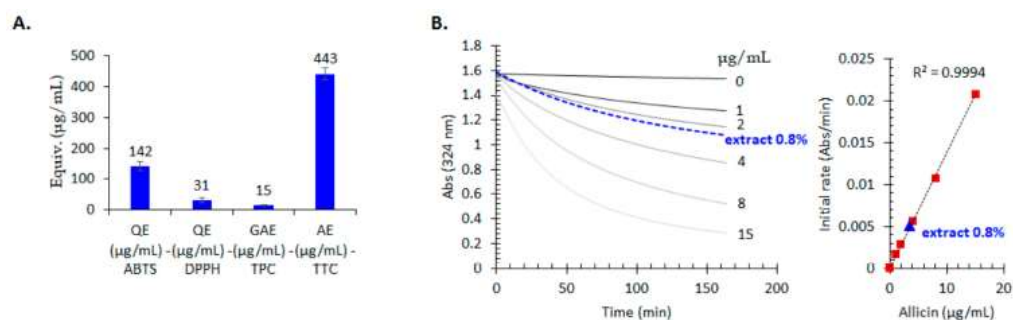 A.
Equiv. (µg/mL)
500
400
300
200
100
0
142
31
15
443
QE QE GAE AE
(µg/mL) - (µg/mL) - (µg/mL) - (µg/mL) -
ABTS DPPH TPC TTC
B.
Abs (324 nm)
1.8
1.6
1.4
1.2
1
0.8
0.6
0.4
0.2
0
0 50 100 150 200
Time (min)
µg/mL
0
1
2
extract 0.8%
4
8
15
Initial rate (Abs/min)
0.025
0.02
0.015
0.01
0.005
0
R² = 0.9994
extract 0.8%
0 10 20
Allicin (µg/mL)